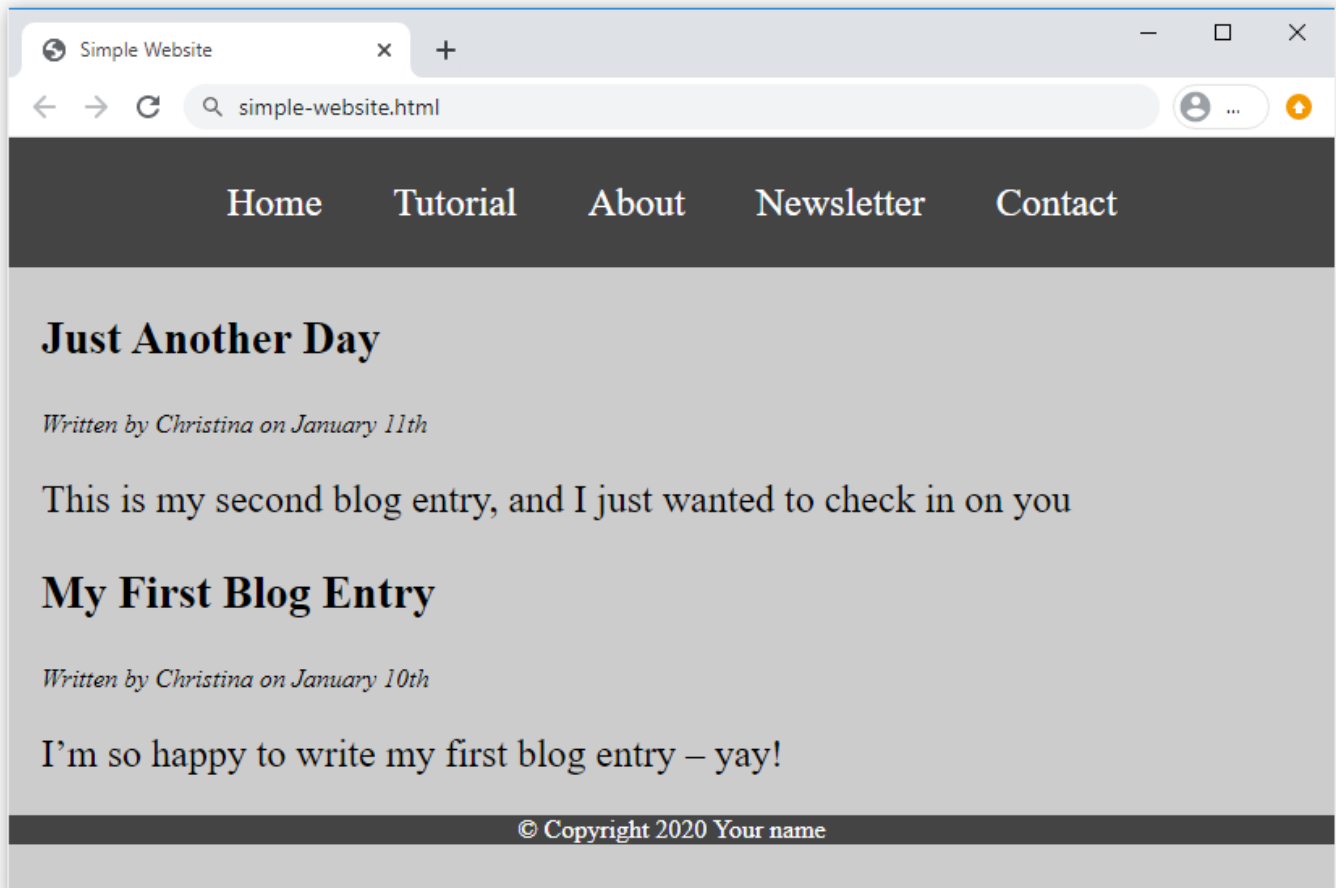 Simple Website
simple-website.html
...
Home Tutorial About Newsletter Contact
Just Another Day
Written by Christina on January 11th
This is my second blog entry, and I just wanted to check in on you
My First Blog Entry
Written by Christina on January 10th
I’m so happy to write my first blog entry – yay!
© Copyright 2020 Your name